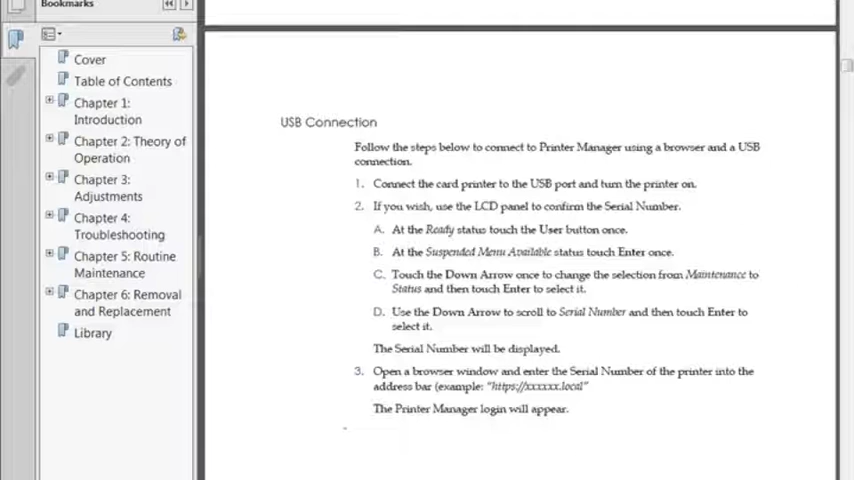 Bookmarks
Cover
Table of Contents
Chapter 1:
Introduction
Chapter 2: Theory of
Operation
Chapter 3:
Adjustments
Chapter 4:
Troubleshooting
Chapter 5: Routine
Maintenance
Chapter 6: Removal
and Replacement
Library
USB Connection
Follow the steps below to connect to Printer Manager using a browser and a USB
connection.
1. Connect the card printer to the USB port and turn the printer on.
2. If you wish, use the LCD panel to confirm the Serial Number.
A. At the Ready status touch the User button once.
B. At the Suspended Menu Available status touch Enter once.
C. Touch the Down Arrow once to change the selection from Maintenance to
Status and then touch Enter to select it.
D. Use the Down Arrow to scroll to Serial Number and then touch Enter to
select it.
The Serial Number will be displayed.
3. Open a browser window and enter the Serial Number of the printer into the
address bar (example: "https://xxxxxx.local"
The Printer Manager login will appear.